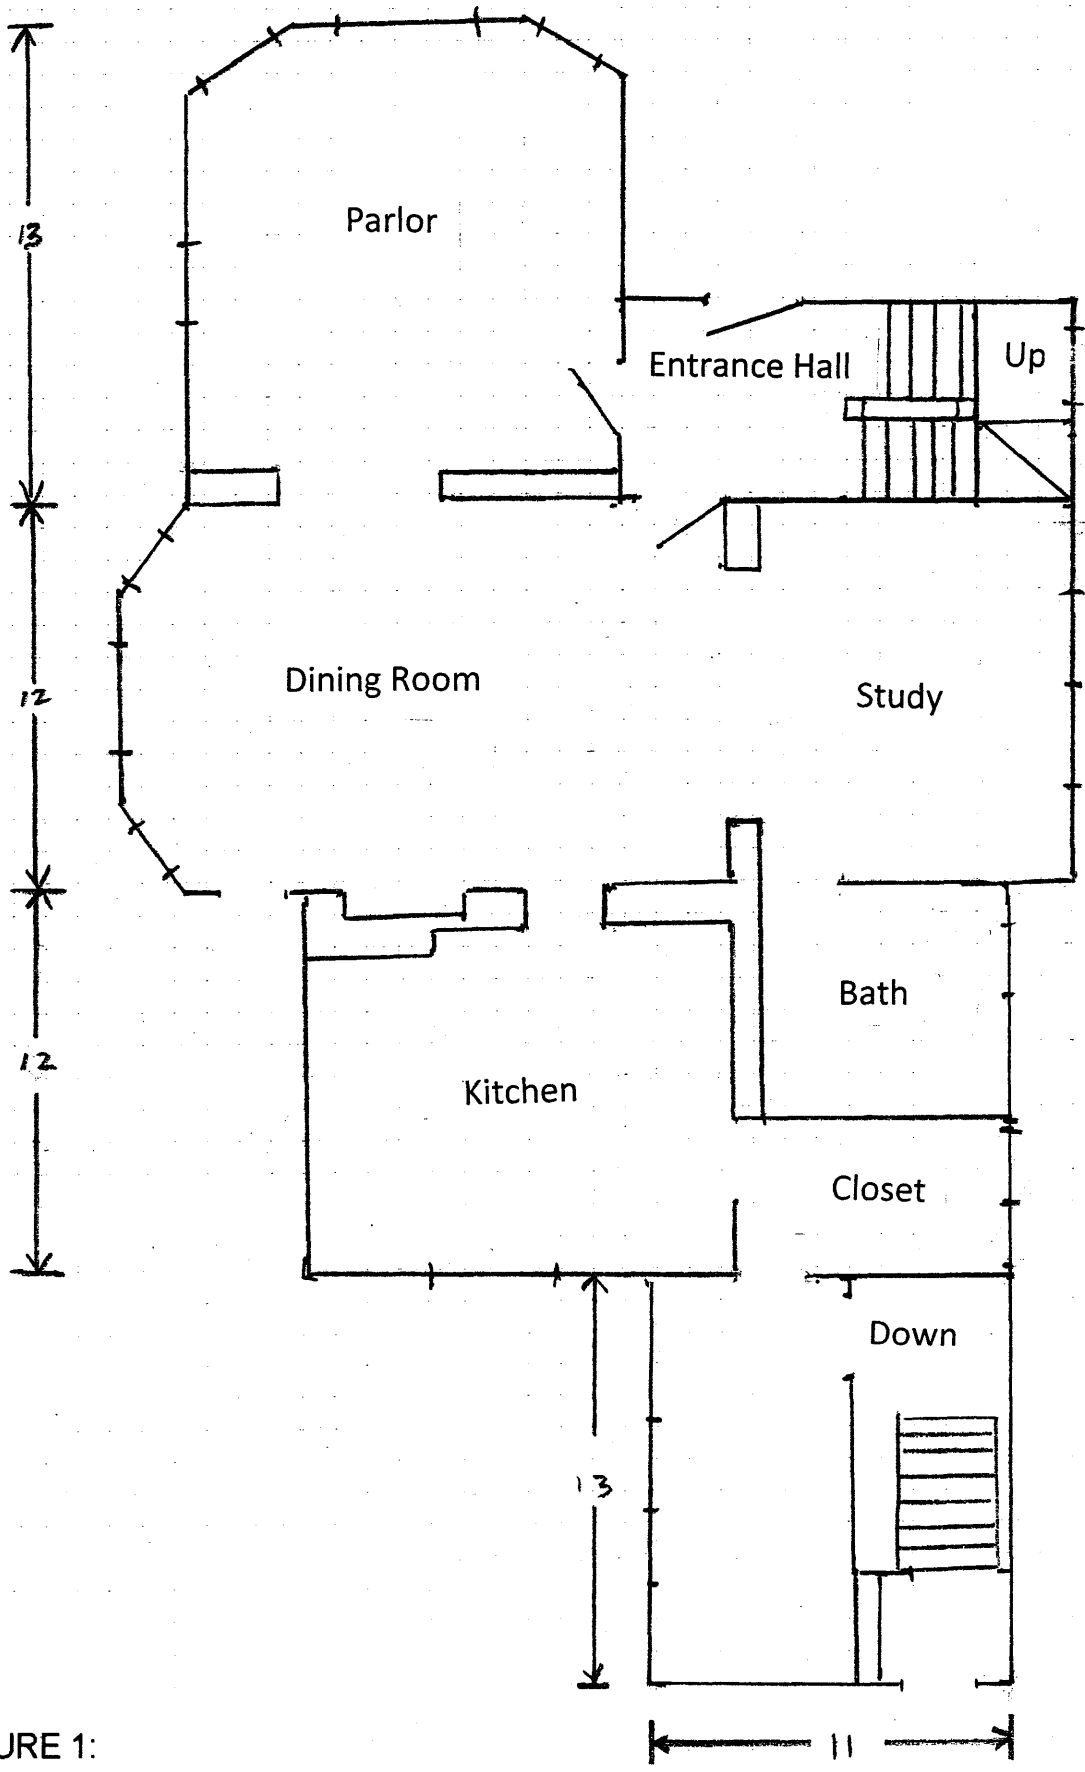 13
Parlor
Entrance Hall
Up
12
Dining Room
Study
12
Bath
Kitchen
Closet
Down
13
11
URE 1: